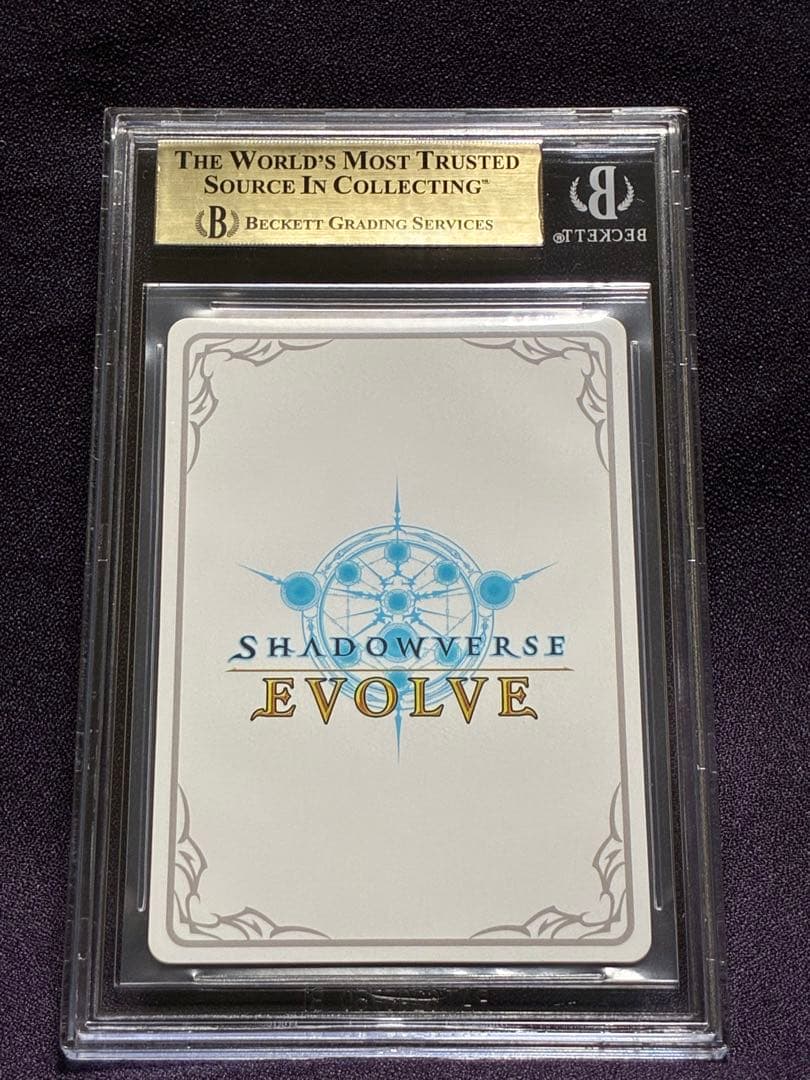 THE WORLD'S MOST TRUSTED
SOURCE IN COLLECTING™
B BECKETT GRADING SERVICES
B
BECKETT®
SHADOWVERSE
EVOLVE